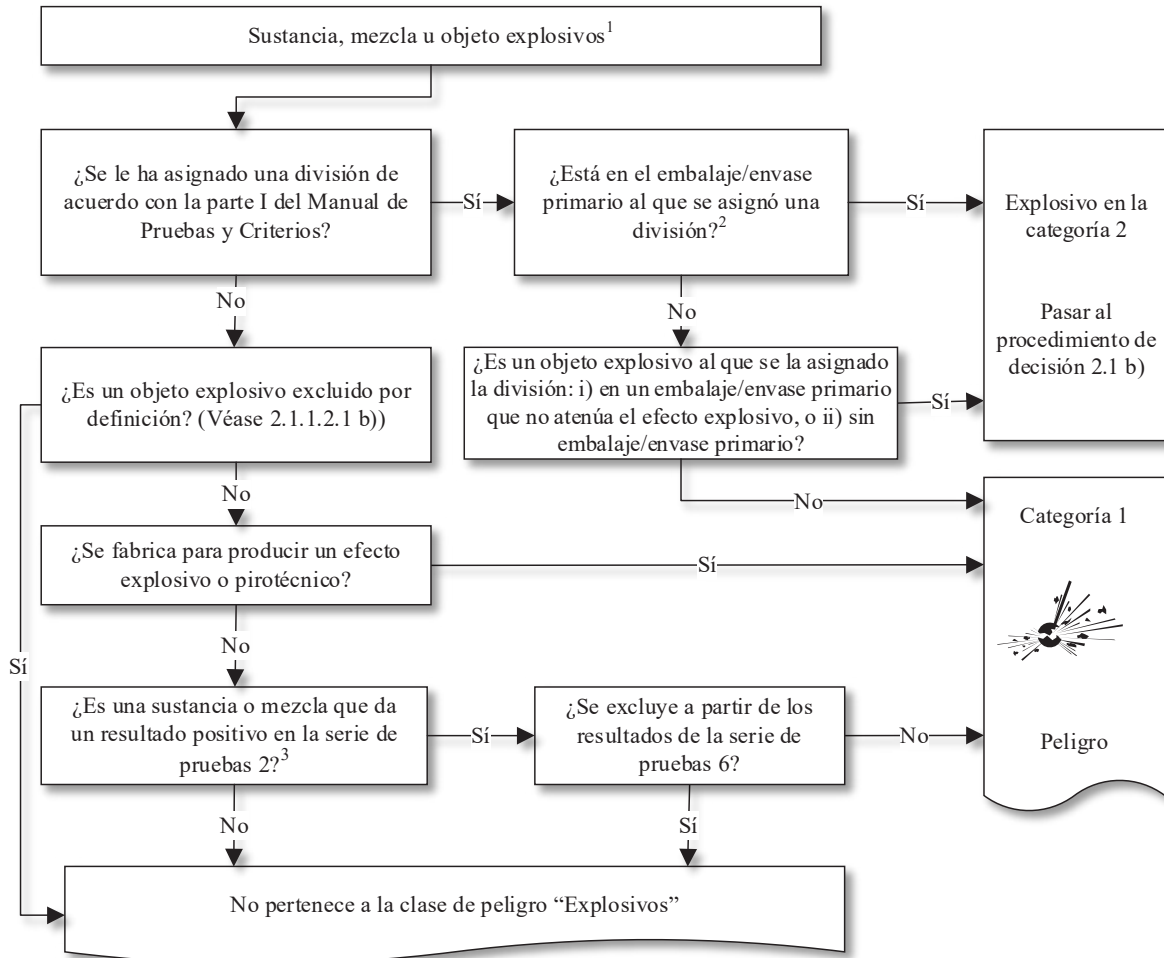 Sustancia, mezcla u objeto explosivos1
¿Se le ha asignado una división de
acuerdo con la parte I del Manual de
Pruebas y Criterios?
Sí
¿Está en el embalaje/envase
primario al que se asignó una
división?2
Sí
Explosivo en la
categoría 2
Pasar al
procedimiento de
decisión 2.1 b)
No
No
¿Es un objeto explosivo excluido por
definición? (Véase 2.1.1.2.1 b))
¿Es un objeto explosivo al que se la asignado
la división: i) en un embalaje/envase primario
que no atenúa el efecto explosivo, o ii) sin
embalaje/envase primario?
Sí
No
No
Categoría 1
¿Se fabrica para producir un efecto
explosivo o pirotécnico?
Sí
No
Sí
¿Es una sustancia o mezcla que da
un resultado positivo en la serie de
pruebas 2?3
Sí
¿Se excluye a partir de los
resultados de la serie de
pruebas 6?
No
Peligro
No
Sí
No pertenece a la clase de peligro “Explosivos”